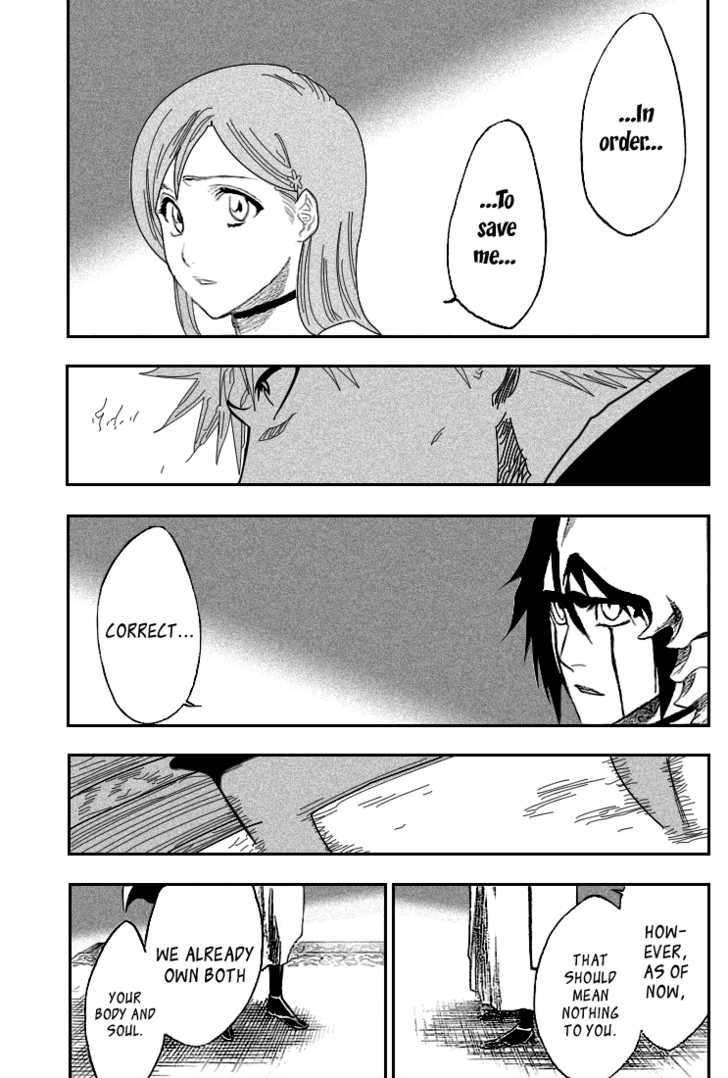 ...In
order...
...To
save
me...
CORRECT...
HOW-
EVER,
AS OF
NOW,
THAT
SHOULD
MEAN
NOTHING
TO YOU.
WE ALREADY
OWN BOTH
YOUR
BODY AND
SOUL.